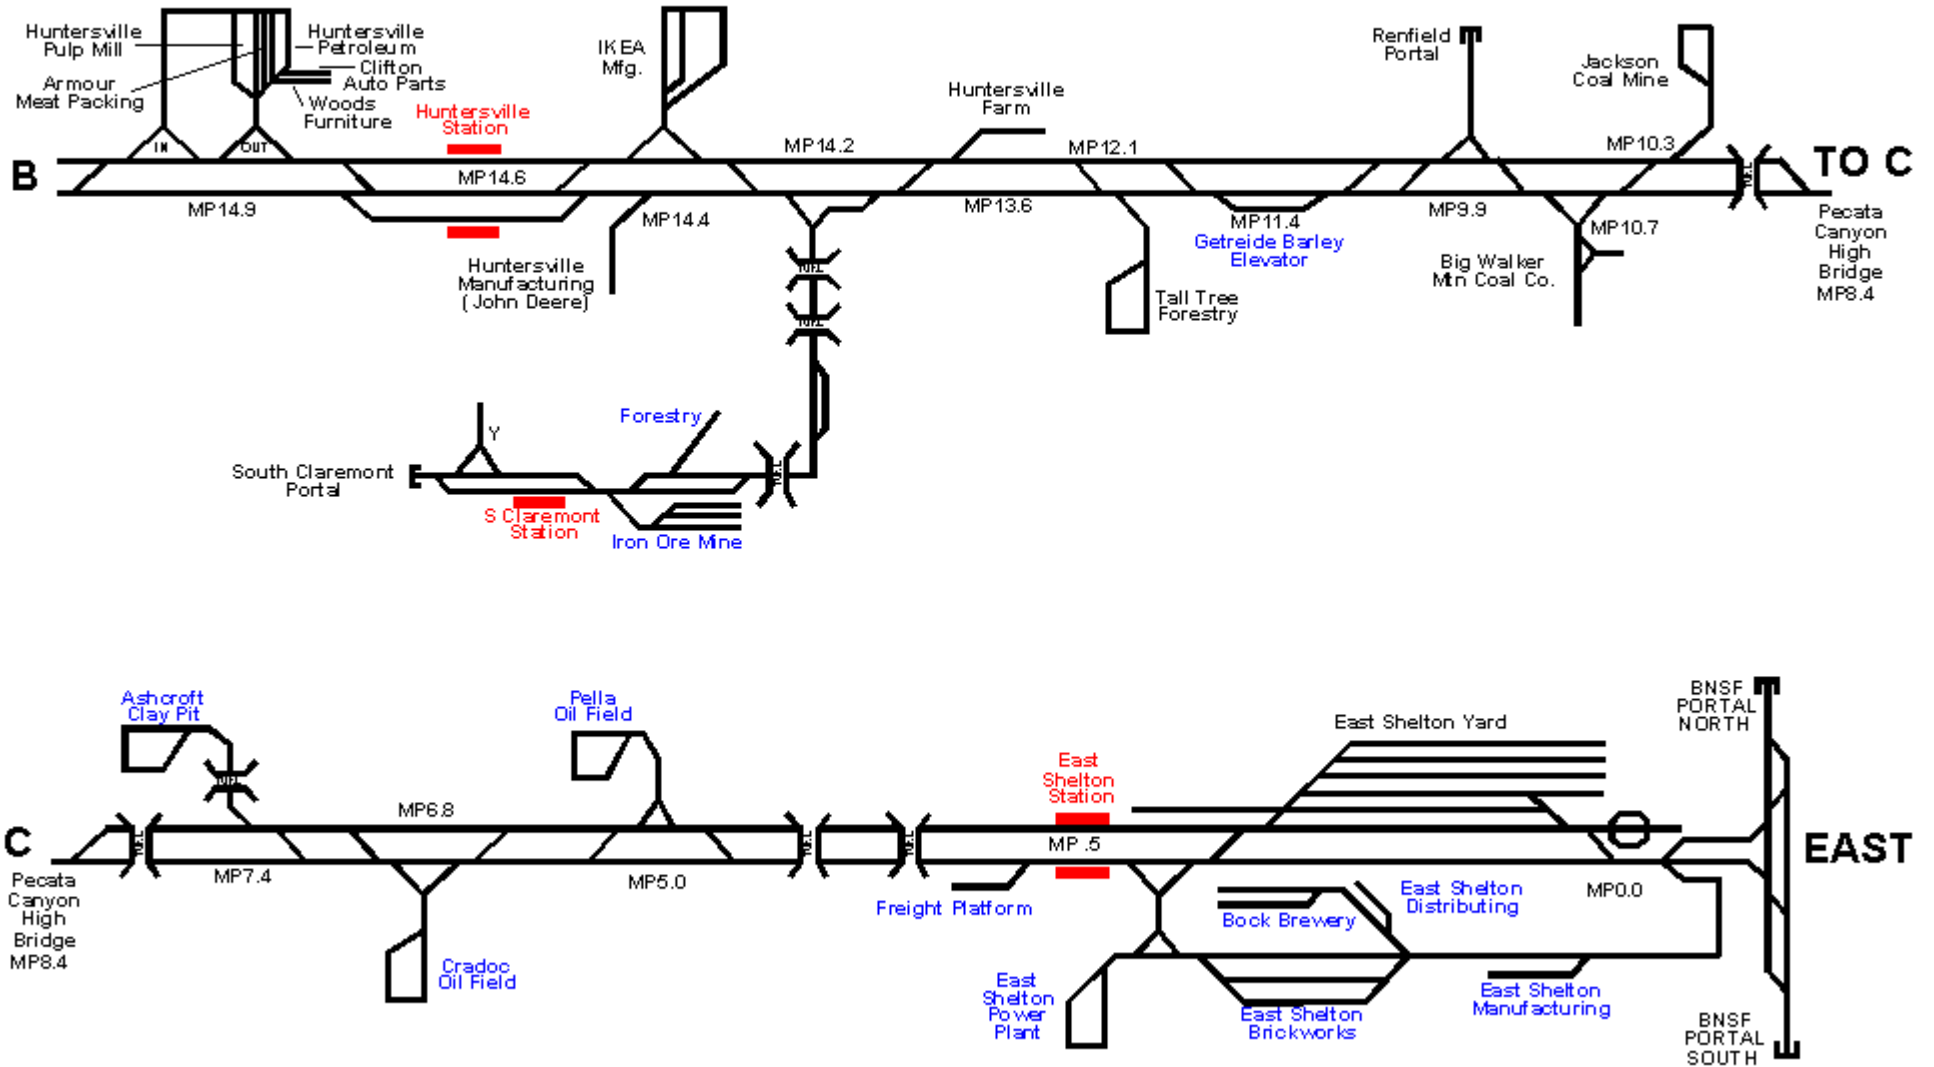 Huntersville
Pulp Mill
Armour
Meat Packing
Huntersville
Petroleum
Clifton
Auto Parts
Woods
Furniture
IN
OUT
Huntersville
Station
IKEA
Mfg.
Huntersville
Farm
Renfield
Portal
Jackson
Coal Mine
MP14.2
MP12.1
MP10.3
B
MP14.6
TO C
MP14.9
MP14.4
MP13.6
MP11.4
MP9.9
MP10.7
Getreide Barley
Elevator
Huntersville
Manufacturing
(John Deere)
Tall Tree
Forestry
Big Walker
Mtn Coal Co.
Pecata
Canyon
High
Bridge
MP8.4
Forestry
Y
South Claremont
Portal
S Claremont
Station
Iron Ore Mine
Ashcroft
Clay Pit
Pella
Oil Field
East
Shelton
Station
East Shelton Yard
BNSF
PORTAL
NORTH
MP6.8
C
MP .5
EAST
MP7.4
MP5.0
MP0.0
Pecata
Canyon
High
Bridge
MP8.4
Freight Platform
Bock Brewery
East Shelton
Distributing
Cradoc
Oil Field
East
Shelton
Power
Plant
East Shelton
Brickworks
East Shelton
Manufacturing
BNSF
PORTAL
SOUTH